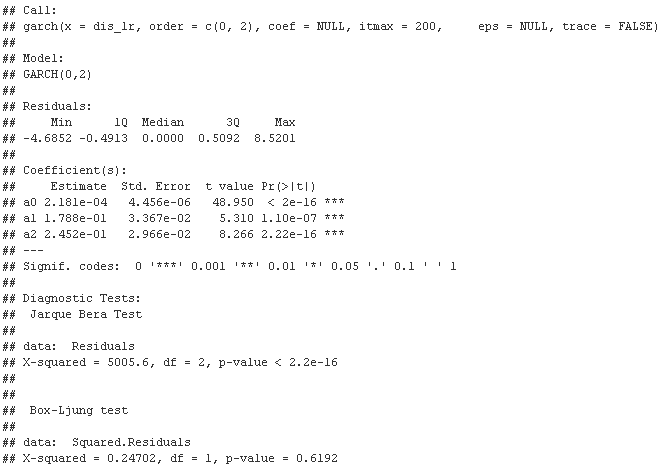 ## Call:
## garch(x = dis_lr, order = c(0, 2), coef = NULL, itmax = 200,     eps = NULL, trace = FALSE)
##
## Model:
## GARCH(0,2)
##
## Residuals:
##     Min      1Q  Median      3Q     Max
## -4.6852 -0.4913  0.0000  0.5092  8.5201
##
## Coefficient(s):
##     Estimate  Std. Error  t value Pr(>|t|)
## a0 2.181e-04   4.456e-06   48.950  < 2e-16 ***
## a1 1.788e-01   3.367e-02    5.310 1.10e-07 ***
## a2 2.452e-01   2.966e-02    8.266 2.22e-16 ***
## ---
## Signif. codes:  0 '***' 0.001 '**' 0.01 '*' 0.05 '.' 0.1 ' ' 1
##
## Diagnostic Tests:
##  Jarque Bera Test
##
## data:  Residuals
## X-squared = 5005.6, df = 2, p-value < 2.2e-16
##
##
##  Box-Ljung test
##
## data:  Squared.Residuals
## X-squared = 0.24702, df = 1, p-value = 0.6192